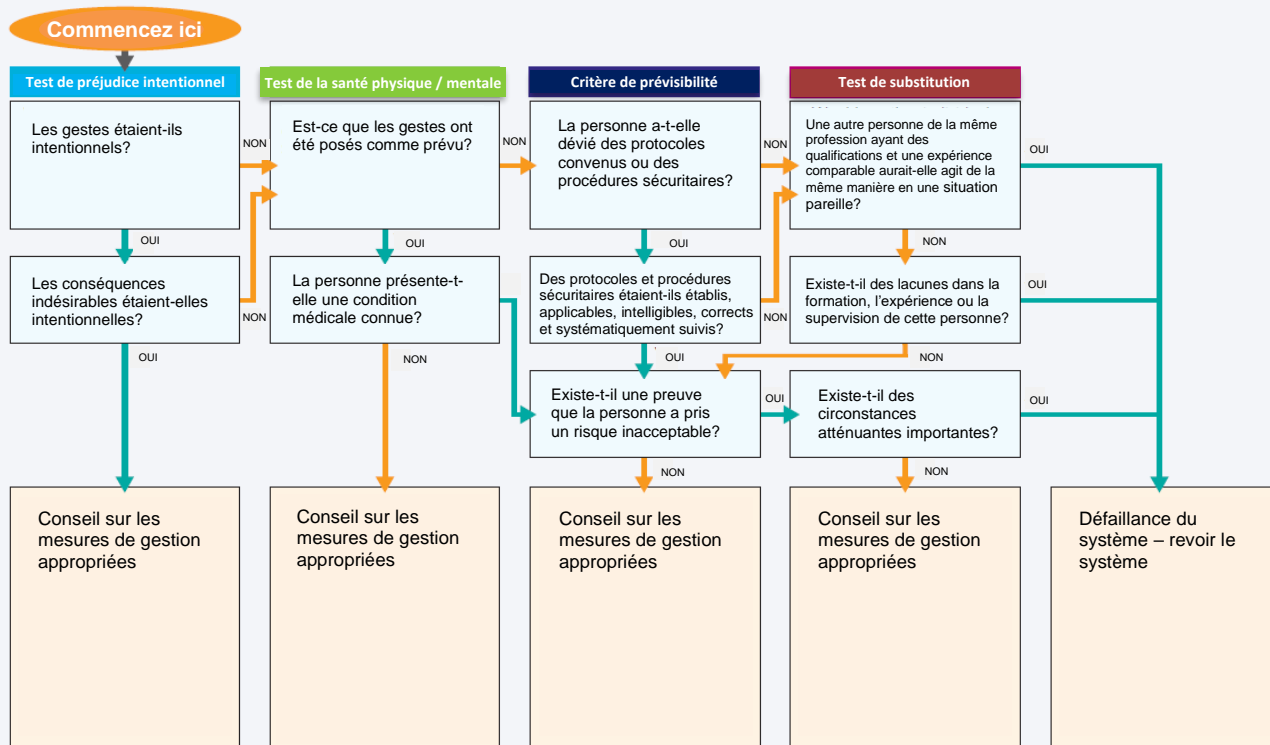 Commencez ici
Test de préjudice intentionnel
Les gestes étaient-ils
intentionnels?
NON
OUI
Les conséquences
indésirables étaient-elles
intentionnelles?
NON
OUI
Conseil sur les
mesures de gestion
appropriées
Test de la santé physique / mentale
Est-ce que les gestes ont
été posés comme prévu?
NON
OUI
La personne présente-t-
elle une condition
médicale connue?
NON
Conseil sur les
mesures de gestion
appropriées
Critère de prévisibilité
La personne a-t-elle
dévié des protocoles
convenus ou des
procédures sécuritaires?
NON
OUI
Des protocoles et procédures
sécuritaires étaient-ils établis,
applicables, intelligibles, corrects
et systématiquement suivis?
NON
OUI
Existe-t-il une preuve
que la personne a pris
un risque inacceptable?
OUI
NON
Conseil sur les
mesures de gestion
appropriées
Test de substitution
Une autre personne de la même
profession ayant des
qualifications et une expérience
comparable aurait-elle agit de la
même manière en une situation
pareille?
OUI
NON
Existe-t-il des lacunes dans la
formation, l'expérience ou la
supervision de cette personne?
OUI
NON
Existe-t-il des
circonstances
atténuantes importantes?
OUI
NON
Conseil sur les
mesures de gestion
appropriées
Défaillance du
système – revoir le
système